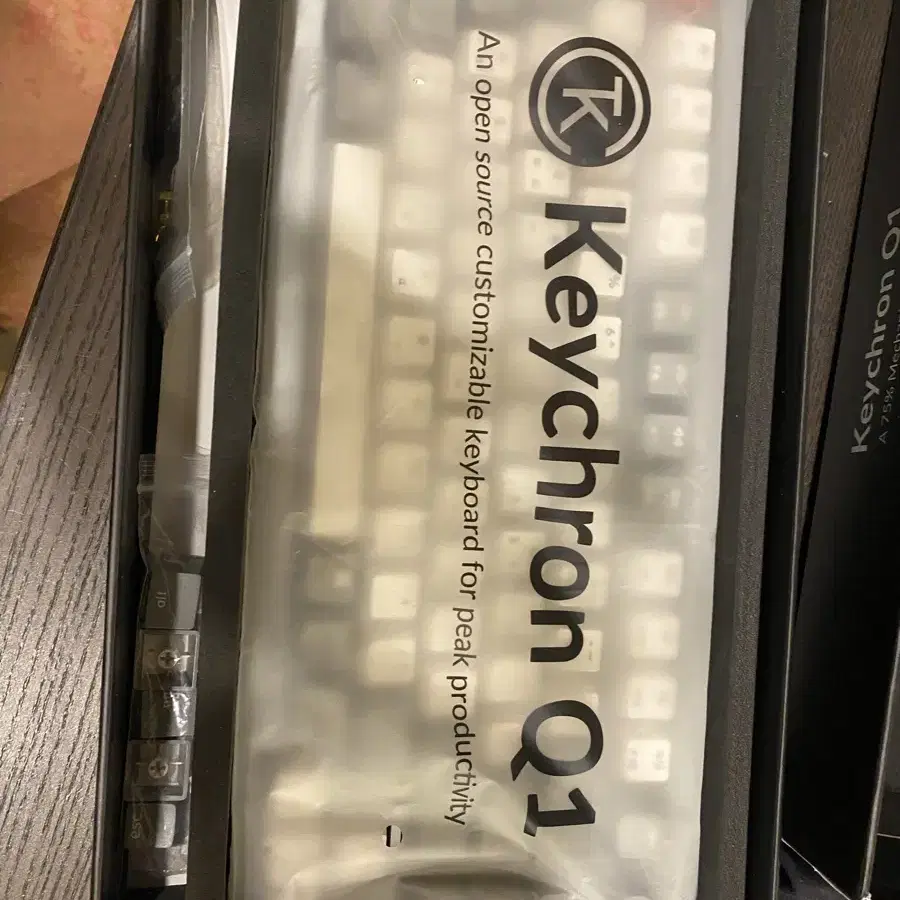 Keychron Q1
An open source customizable keyboard for peak productivity
Keychron Q1
A 75%